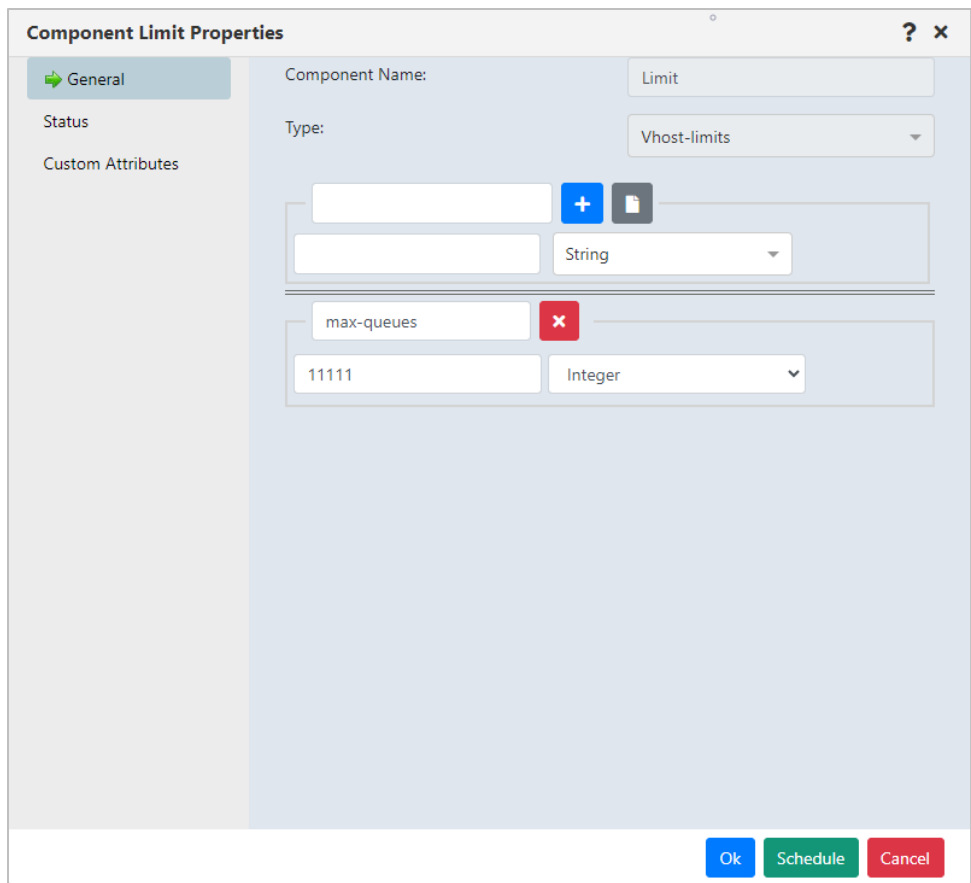 Component Limit Properties ? ×
General
Status
Custom Attributes
Component Name: Limit
Type: Vhost-limits
+
String
max-queues ×
11111 Integer
Ok Schedule Cancel